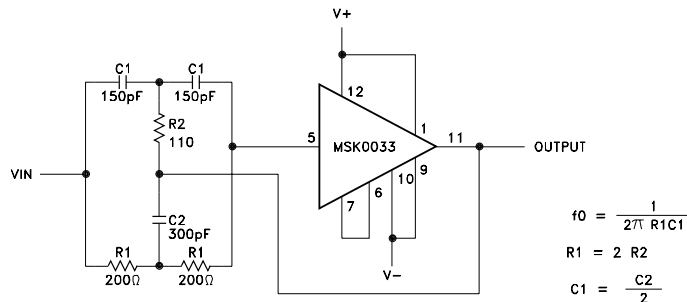 V+
C1
C1
150pF
150pF
12
R2
110
5
MSK0033
1
11
OUTPUT
VIN
10
9
6
7
C2
300pF
R1
R1
200Ω
200Ω
V-
f0 = 1 / 2π R1C1
R1 = 2 R2
C1 = C2 / 2